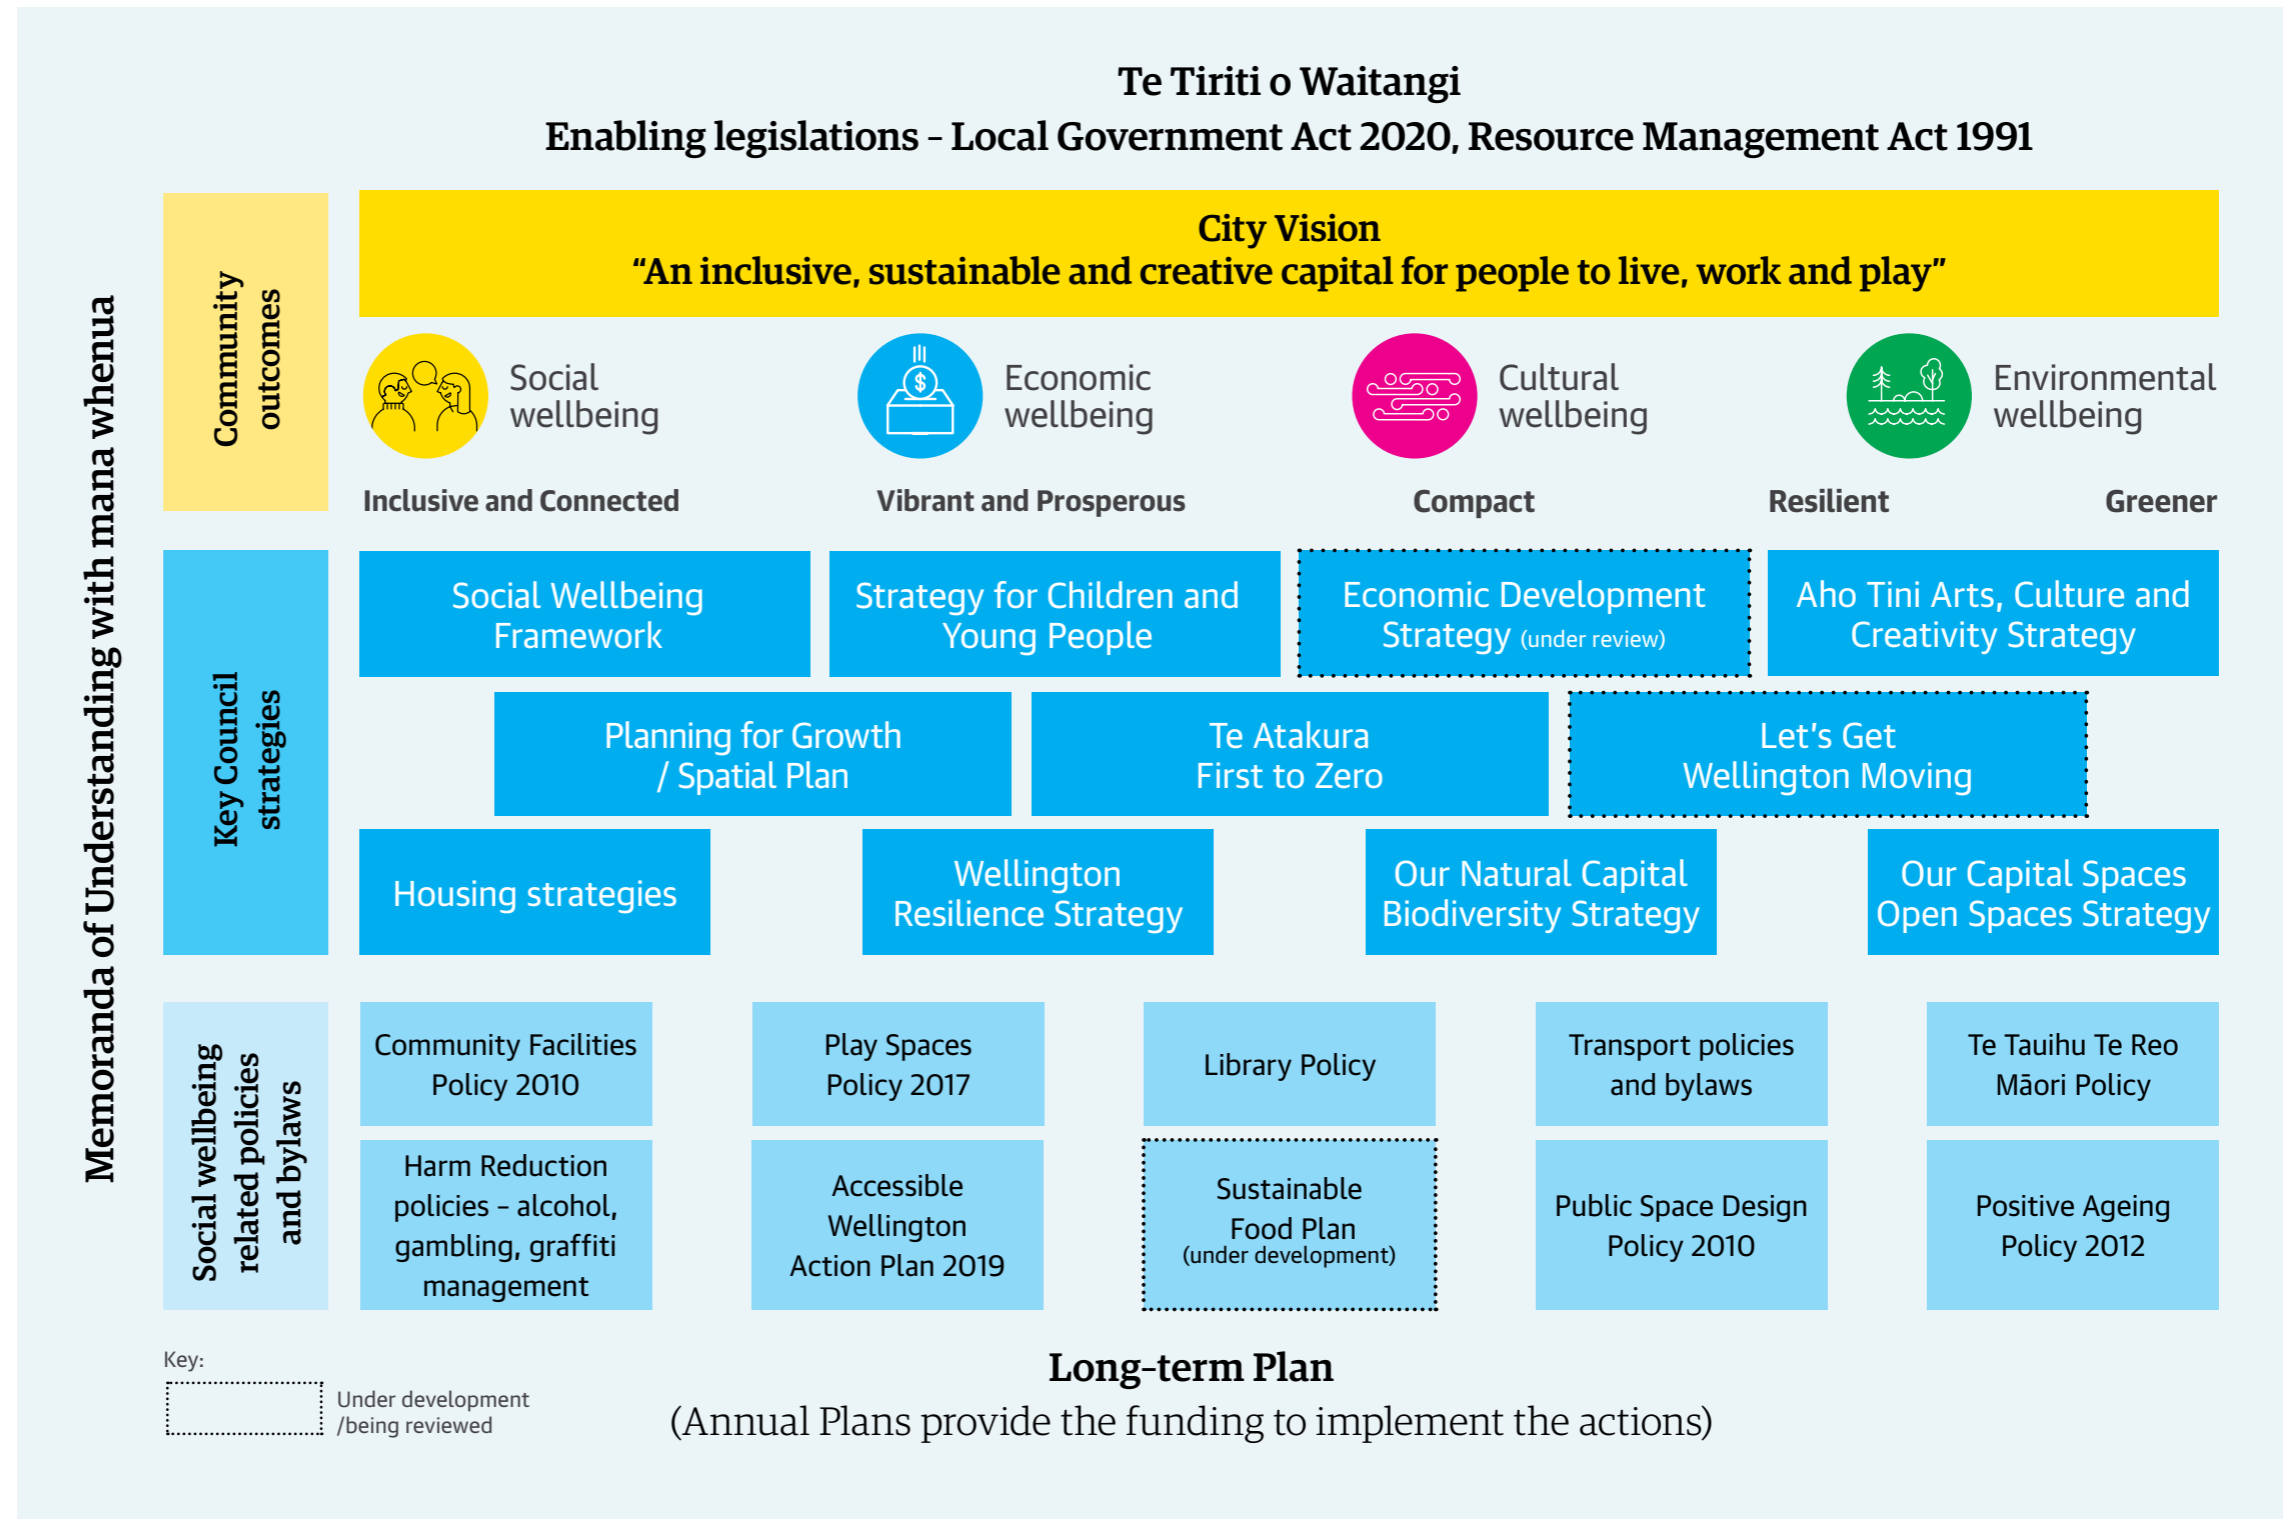 Te Tiriti o Waitangi
Enabling legislations – Local Government Act 2020, Resource Management Act 1991
Memoranda of Understanding with mana whenua
Community
outcomes
City Vision
“An inclusive, sustainable and creative capital for people to live, work and play”
Social
wellbeing
Economic
wellbeing
Cultural
wellbeing
Environmental
wellbeing
Inclusive and Connected
Vibrant and Prosperous
Compact
Resilient
Greener
Key Council
strategies
Social Wellbeing
Framework
Strategy for Children and
Young People
Economic Development
Strategy (under review)
Aho Tini Arts, Culture and
Creativity Strategy
Planning for Growth
/ Spatial Plan
Te Atakura
First to Zero
Let's Get
Wellington Moving
Housing strategies
Wellington
Resilience Strategy
Our Natural Capital
Biodiversity Strategy
Our Capital Spaces
Open Spaces Strategy
Social wellbeing
related policies
and bylaws
Community Facilities
Policy 2010
Play Spaces
Policy 2017
Library Policy
Transport policies
and bylaws
Te Tauihu Te Reo
Māori Policy
Harm Reduction
policies – alcohol,
gambling, graffiti
management
Accessible
Wellington
Action Plan 2019
Sustainable
Food Plan
(under development)
Public Space Design
Policy 2010
Positive Ageing
Policy 2012
Key:
Under development
/being reviewed
Long-term Plan
(Annual Plans provide the funding to implement the actions)